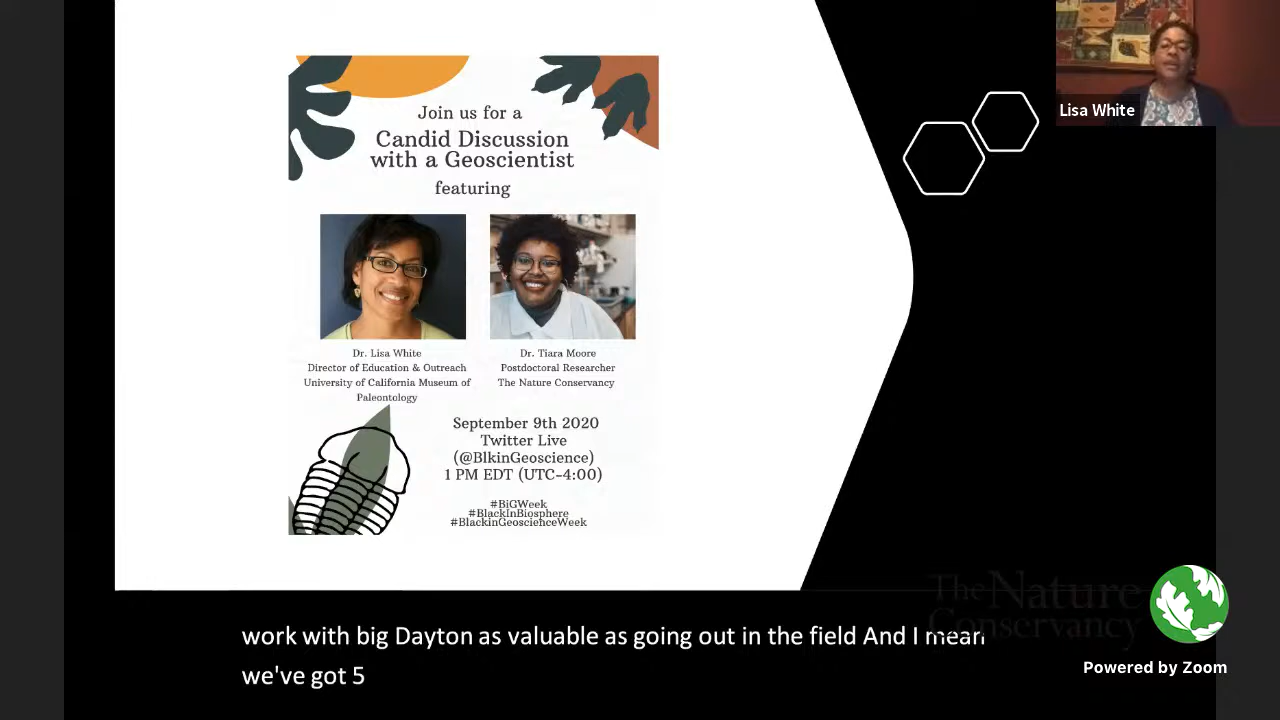 Join us for a
Candid Discussion
with a Geoscientist
featuring
Dr. Lisa White
Director of Education & Outreach
University of California Museum of
Paleontology
Dr. Tiara Moore
Postdoctoral Researcher
The Nature Conservancy
September 9th 2020
Twitter Live
(@BlkinGeoscience)
1 PM EDT (UTC-4:00)
#BiGWeek
#BlackInBiosphere
#BlackinGeoscienceWeek
Lisa White
The Nature
Conservancy
Powered by Zoom
work with big Dayton as valuable as going out in the field And I mean
we've got 5